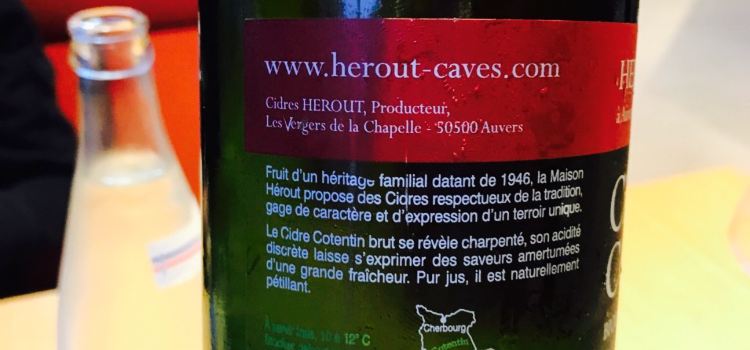 www.herout-caves.com
Cidres HEROUT, Producteur,
Les Vergers de la Chapelle - 50500 Auvers
Fruit d'un héritage familial datant de 1946, la Maison
Hérout propose des Cidres respectueux de la tradition,
gage de caractère et d'expression d'un terroir unique.
Le Cidre Cotentin brut se révèle charpenté, son acidité
discrète laisse s'exprimer des saveurs amertumées
d'une grande fraîcheur. Pur jus, il est naturellement
pétillant.
Cherbourg
Cotentin
12° C